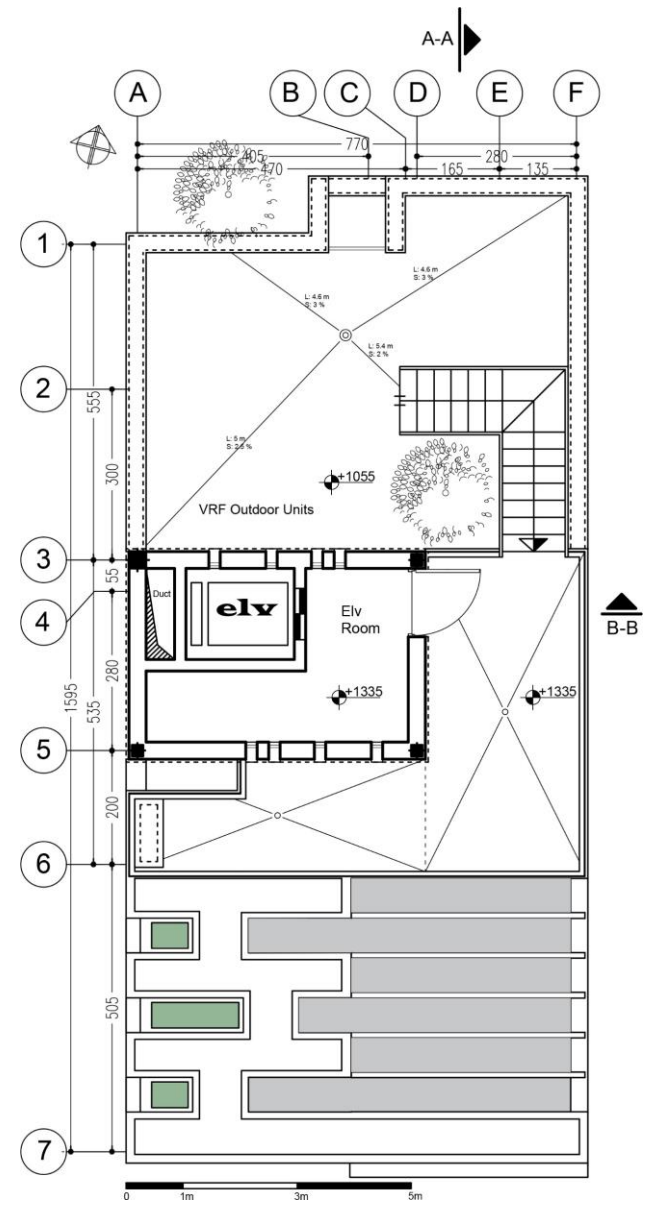 A-A
A
B
C
D
E
F
770
405
280
470
165
135
1
L: 4.6 m
S: 3 %
L: 4.6 m
S: 3 %
L: 5.4 m
S: 2 %
2
555
300
L: 5 m
S: 2.5 %
+1055
VRF Outdoor Units
3
55
Duct
elv
Elv
Room
4
B-B
280
1595
535
+1335
+1335
5
200
6
505
7
0
1m
3m
5m